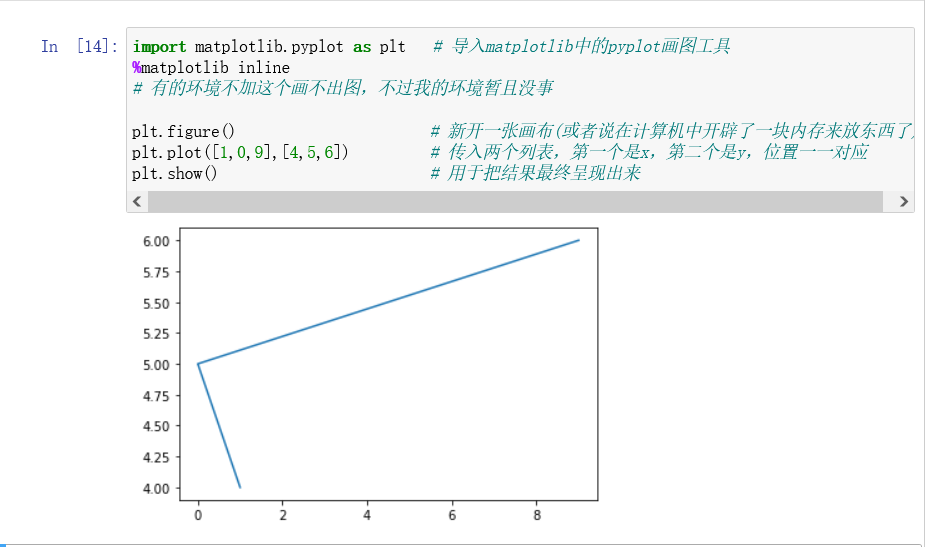 In [14]: import matplotlib.pyplot as plt # 导入matplotlib中的pyplot画图工具
%matplotlib inline
# 有的环境不加这个画不出图，不过我的环境暂且没事
plt.figure() # 新开一张画布(或者说在计算机中开辟了一块内存来放东西了)
plt.plot([1,0,9],[4,5,6]) # 传入两个列表，第一个是x，第二个是y，位置一一对应
plt.show() # 用于把结果最终呈现出来
6.00
5.75
5.50
5.25
5.00
4.75
4.50
4.25
4.00
0 2 4 6 8